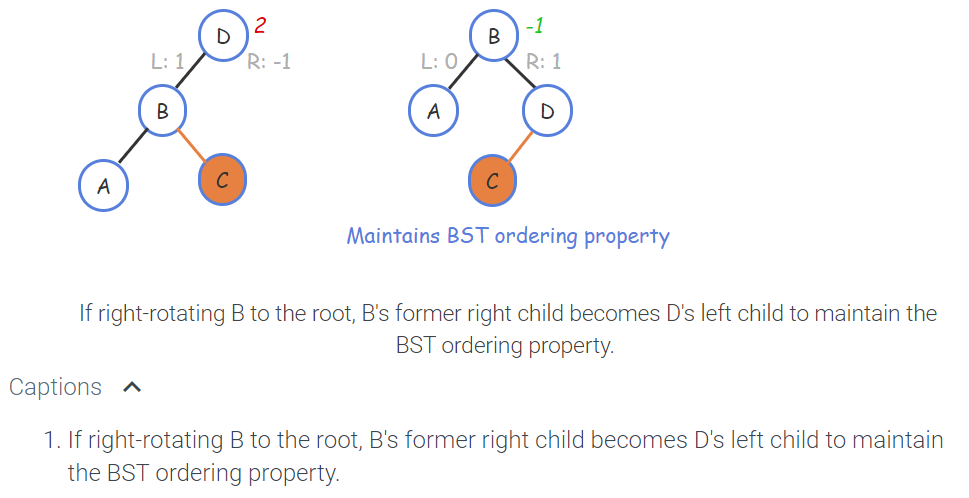 D 2 B -1
L: 1 R: -1 L: 0 R: 1
B A D
A C C
Maintains BST ordering property
If right-rotating B to the root, B's former right child becomes D's left child to maintain the
BST ordering property.
Captions
1. If right-rotating B to the root, B's former right child becomes D's left child to maintain
the BST ordering property.